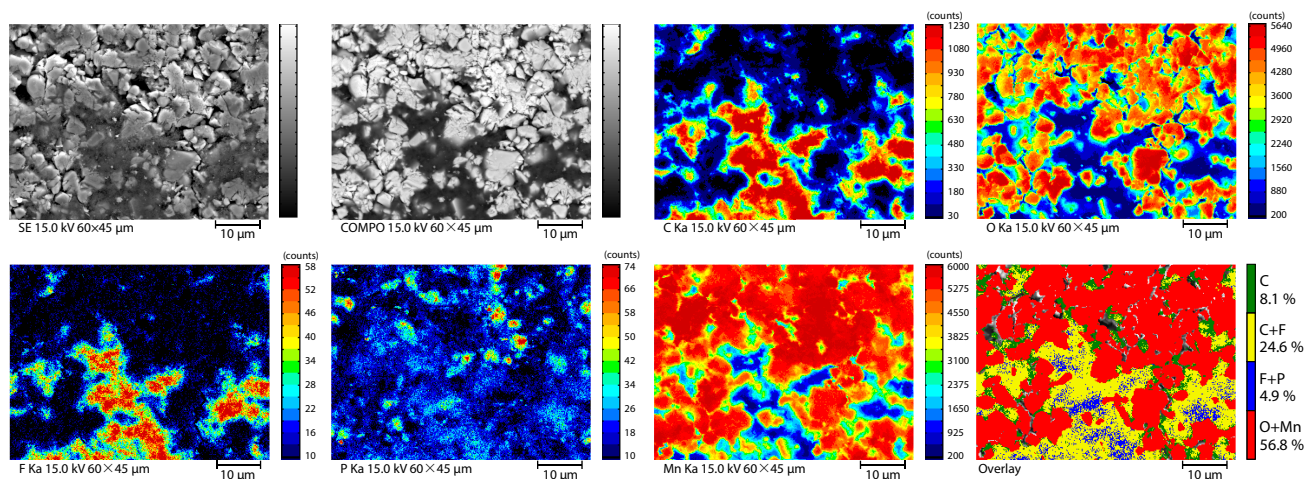 (counts)
(counts)
1230
1080
930
780
630
480
330
180
30
5640
4960
4280
3600
2920
2240
1560
880
200
SE 15.0 kV 60×45 μm
10 μm
COMPO 15.0 kV 60×45 μm
10 μm
C Ka 15.0 kV 60×45 μm
10 μm
O Ka 15.0 kV 60×45 μm
10 μm
(counts)
(counts)
(counts)
58
52
46
40
34
28
22
16
10
74
66
58
50
42
34
26
18
10
6000
5275
4550
3825
3100
2375
1650
925
200
C
8.1 %
C+F
24.6 %
F+P
4.9 %
O+Mn
56.8 %
F Ka 15.0 kV 60×45 μm
10 μm
P Ka 15.0 kV 60×45 μm
10 μm
Mn Ka 15.0 kV 60×45 μm
10 μm
Overlay
10 μm